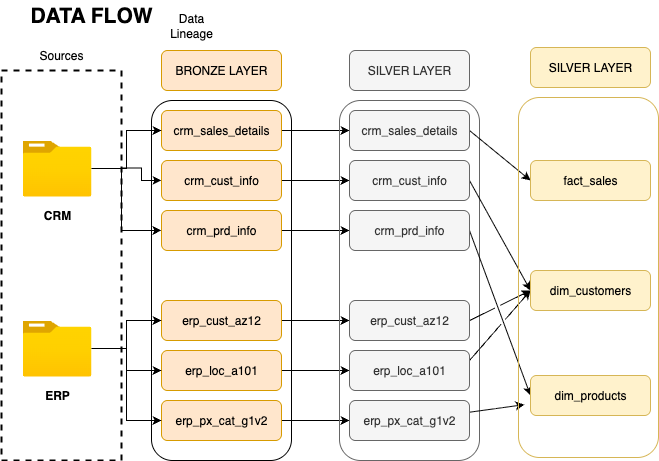 DATA FLOW
Data
Lineage
Sources
BRONZE LAYER
SILVER LAYER
SILVER LAYER
crm_sales_details
crm_sales_details
crm_cust_info
crm_cust_info
fact_sales
CRM
crm_prd_info
crm_prd_info
dim_customers
erp_cust_az12
erp_cust_az12
erp_loc_a101
erp_loc_a101
ERP
dim_products
erp_px_cat_g1v2
erp_px_cat_g1v2